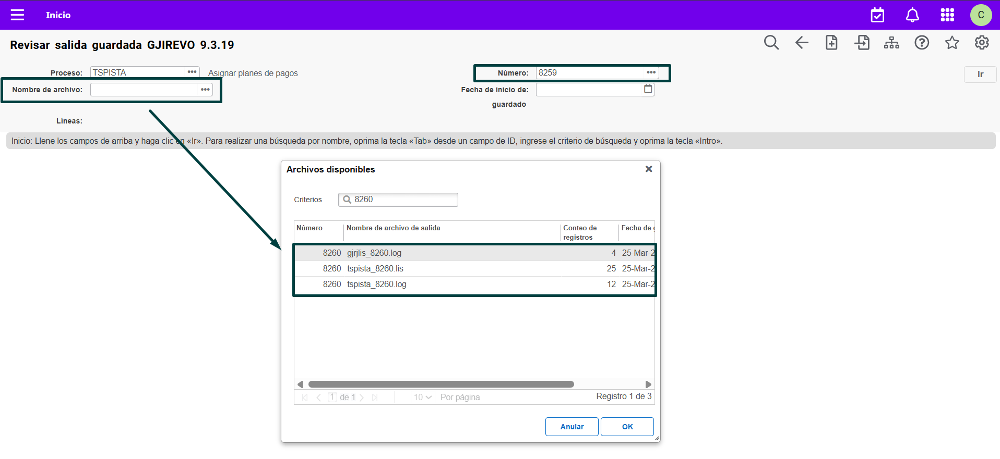 Inicio
C
Revisar salida guardada GJIREVO 9.3.19
Proceso: TSPISTA ••• Asignar planes de pagos
Número: 8259 •••
Ir
Nombre de archivo: •••
Fecha de inicio de:
guardado
Líneas:
Inicio: Llene los campos de arriba y haga clic en «Ir». Para realizar una búsqueda por nombre, oprima la tecla «Tab» desde un campo de ID, ingrese el criterio de búsqueda y oprima la tecla «Intro».
Archivos disponibles
Criterios 8260
Número Nombre de archivo de salida Conteo de registros Fecha de
8260 gjrjlis_8260.log 4 25-Mar-2
8260 tspista_8260.lis 25 25-Mar-2
8260 tspista_8260.log 12 25-Mar-2
1 de 1 10 Por página Registro 1 de 3
Anular OK